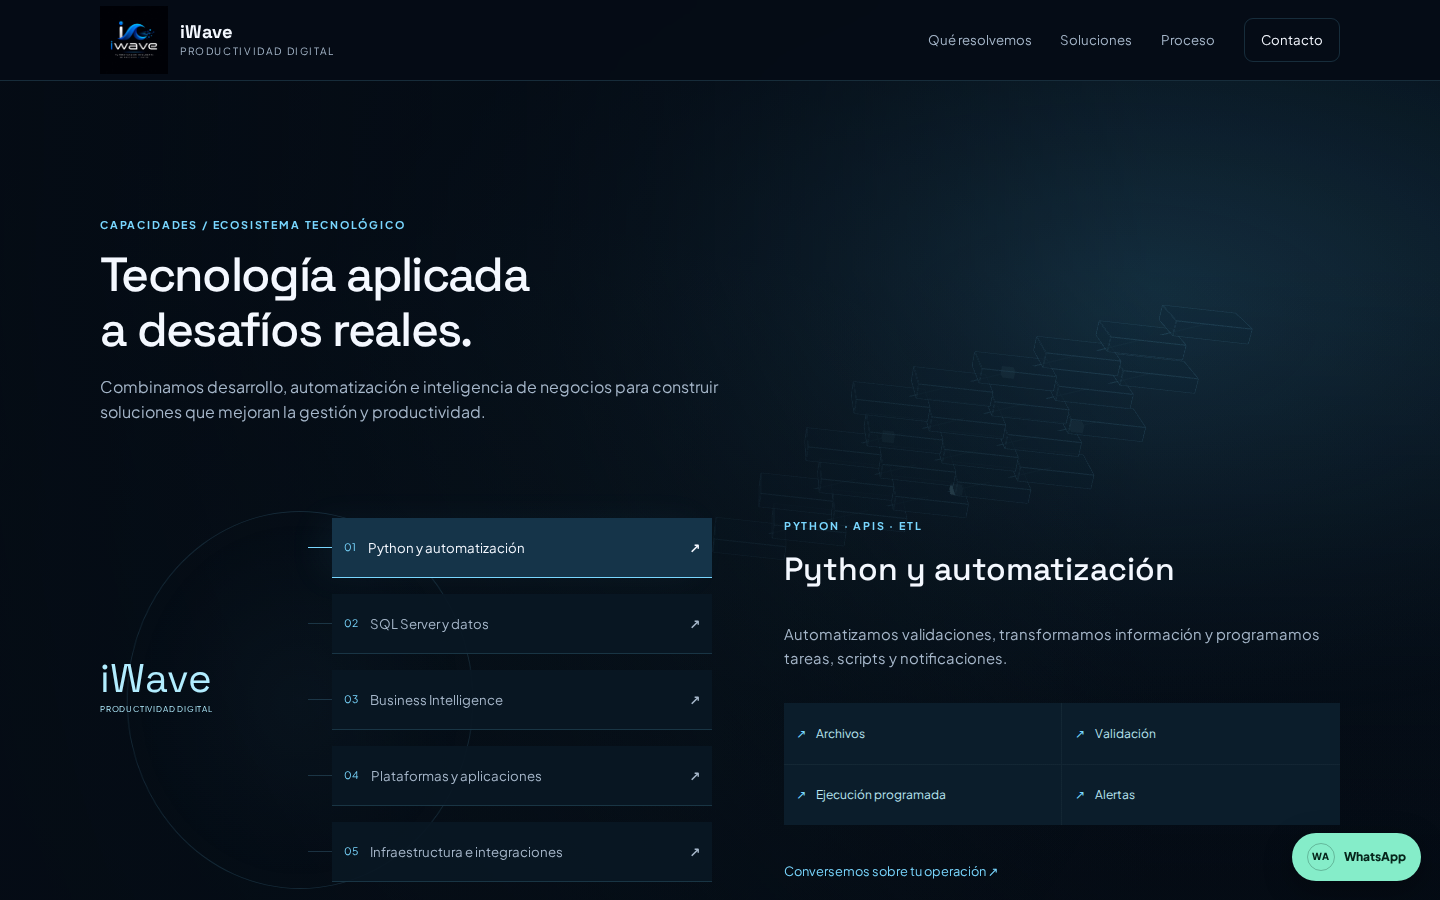 iwave
iWave
PRODUCTIVIDAD DIGITAL
Qué resolvemos
Soluciones
Proceso
Contacto
CAPACIDADES / ECOSISTEMA TECNOLÓGICO
Tecnología aplicada
a desafíos reales.
Combinamos desarrollo, automatización e inteligencia de negocios para construir
soluciones que mejoran la gestión y productividad.
iWave
PRODUCTIVIDAD DIGITAL
01 Python y automatización ↗
02 SQL Server y datos ↗
03 Business Intelligence ↗
04 Plataformas y aplicaciones ↗
05 Infraestructura e integraciones ↗
PYTHON · APIS · ETL
Python y automatización
Automatizamos validaciones, transformamos información y programamos
tareas, scripts y notificaciones.
↗ Archivos
↗ Validación
↗ Ejecución programada
↗ Alertas
Conversemos sobre tu operación ↗
WA WhatsApp